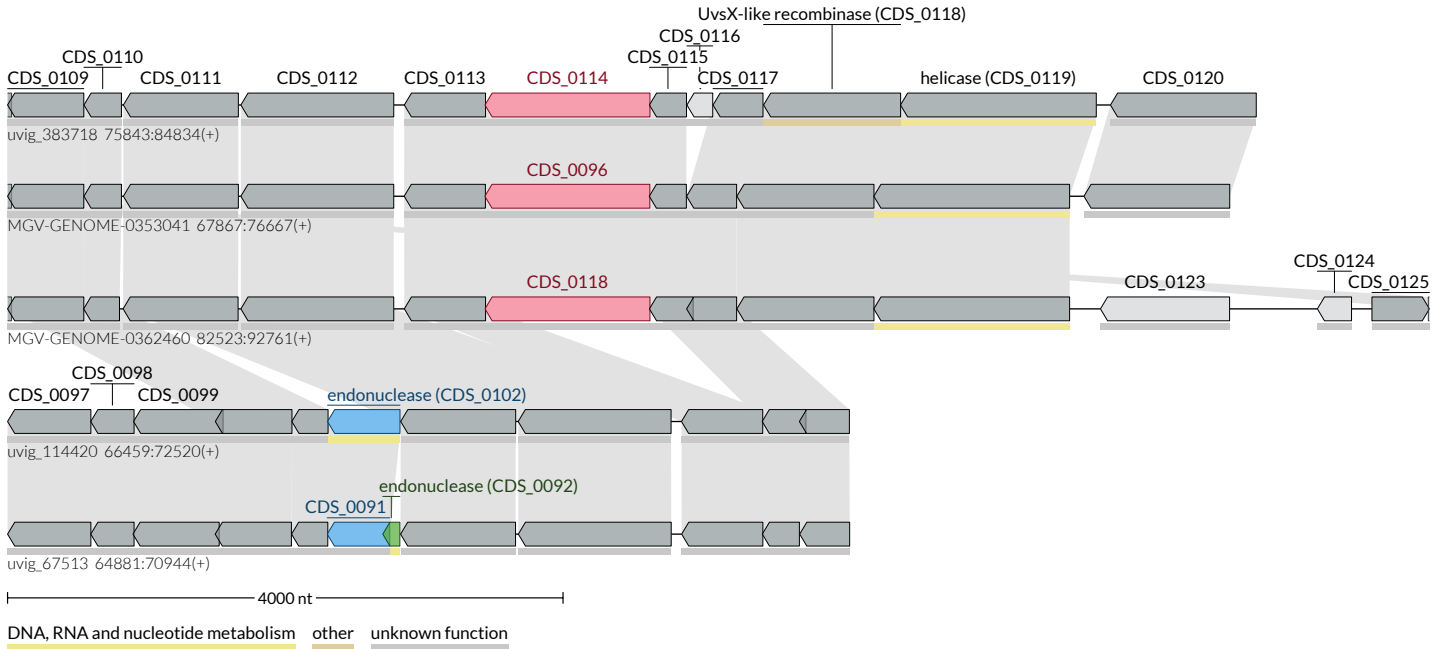 UvsX-like recombinase (CDS_0118)
CDS_0116
CDS_0110 CDS_0115
CDS_0109 CDS_0111 CDS_0112 CDS_0113 CDS_0114 CDS_0117 helicase (CDS_0119) CDS_0120
uvig_383718 75843:84834(+)
CDS_0096
MGV-GENOME-0353041 67867:76667(+)
CDS_0124
CDS_0118 CDS_0123 CDS_0125
MGV-GENOME-0362460 82523:92761(+)
CDS_0098
CDS_0097 CDS_0099 endonuclease (CDS_0102)
uvig_114420 66459:72520(+)
endonuclease (CDS_0092)
CDS_0091
uvig_67513 64881:70944(+)
4000 nt
DNA, RNA and nucleotide metabolism other unknown function